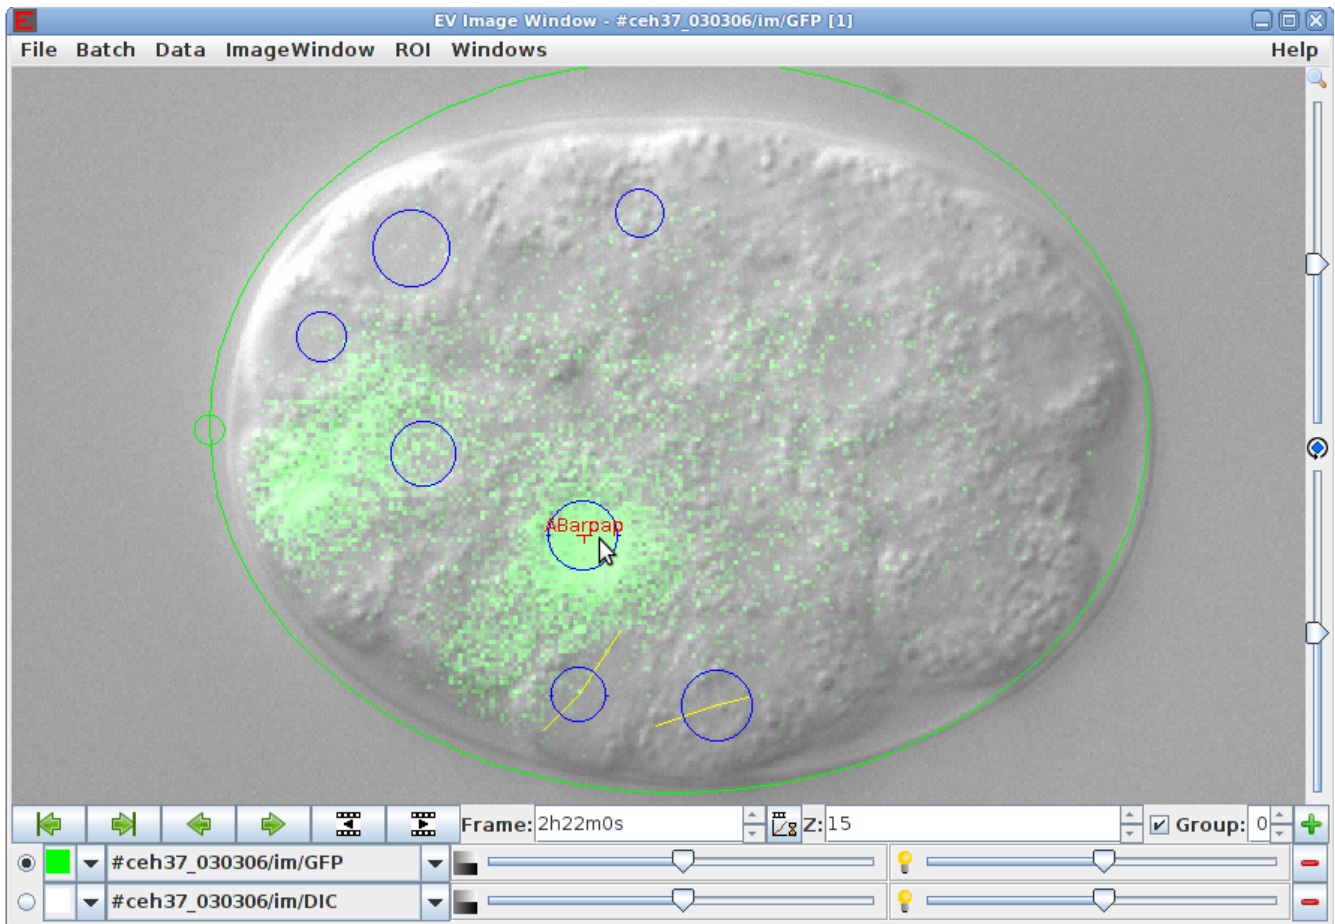 EV Image Window - #ceh37_030306/im/GFP [1]
File Batch Data ImageWindow ROI Windows Help
ABarpap
Frame: 2h22m0s Z: 15 Group: 0
#ceh37_030306/im/GFP
#ceh37_030306/im/DIC